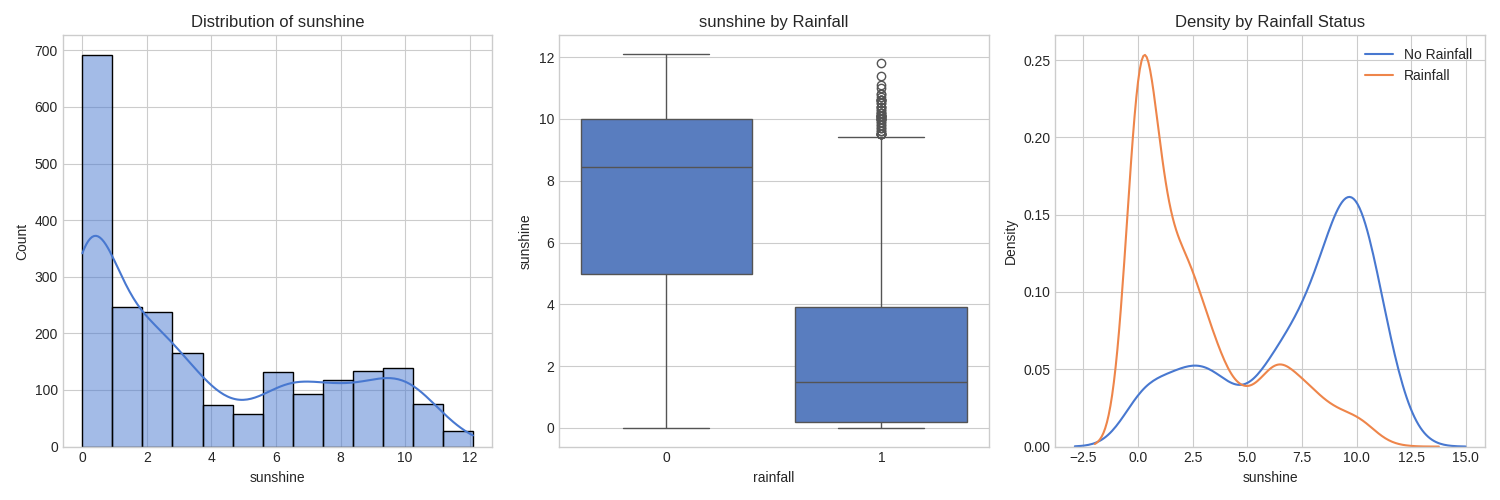 Distribution of sunshine
700
600
500
400
300
200
100
0
Count
0 2 4 6 8 10 12
sunshine
sunshine by Rainfall
12
10
8
6
4
2
0
sunshine
0 1
rainfall
Density by Rainfall Status
No Rainfall
Rainfall
0.25
0.20
0.15
0.10
0.05
0.00
Density
−2.5 0.0 2.5 5.0 7.5 10.0 12.5 15.0
sunshine